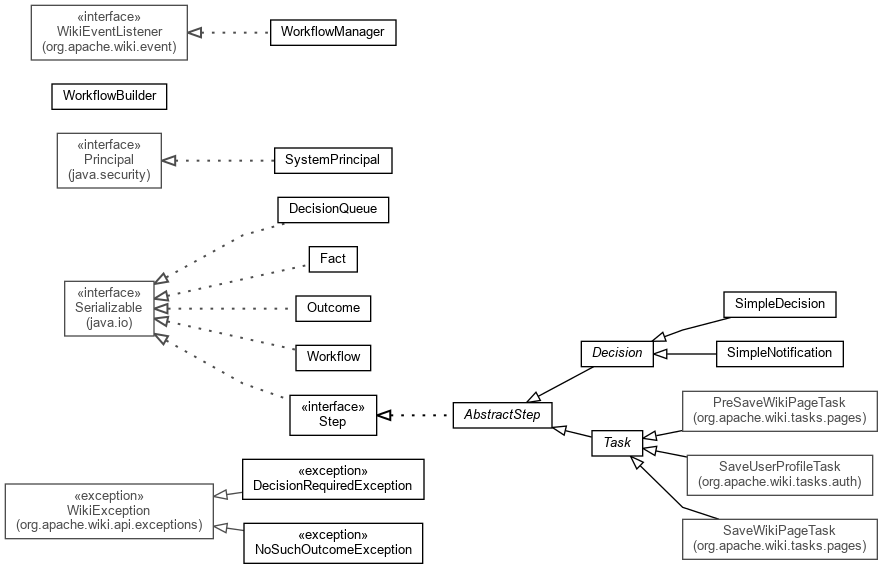 «interface»
WikiEventListener
(org.apache.wiki.event)
WorkflowManager
WorkflowBuilder
«interface»
Principal
(java.security)
SystemPrincipal
DecisionQueue
Fact
«interface»
Serializable
(java.io)
Outcome
Workflow
«interface»
Step
AbstractStep
Decision
SimpleDecision
SimpleNotification
Task
PreSaveWikiPageTask
(org.apache.wiki.tasks.pages)
SaveUserProfileTask
(org.apache.wiki.tasks.auth)
SaveWikiPageTask
(org.apache.wiki.tasks.pages)
«exception»
WikiException
(org.apache.wiki.api.exceptions)
«exception»
DecisionRequiredException
«exception»
NoSuchOutcomeException